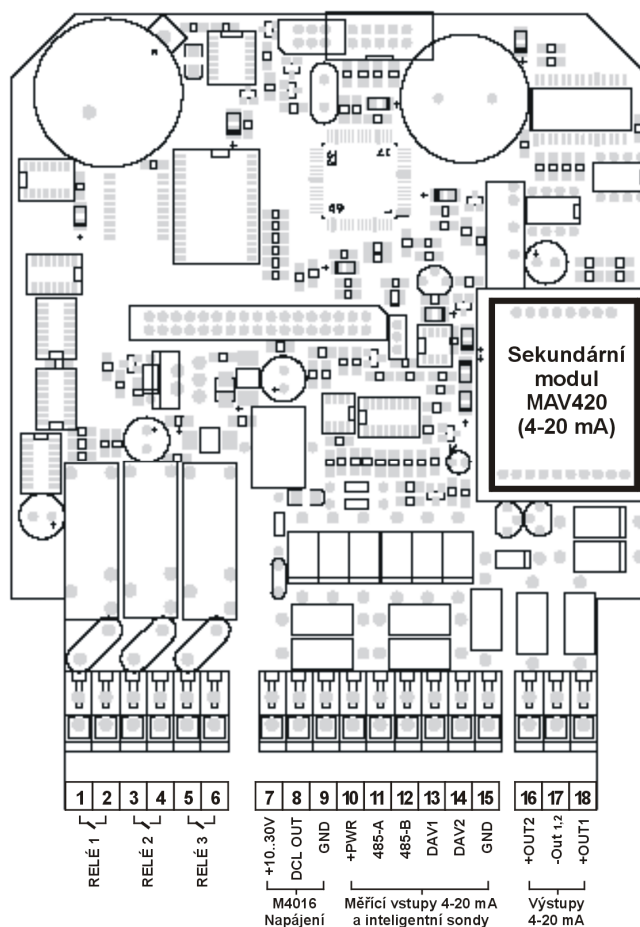 17
49
1
Sekundární
modul
MAV420
(4-20 mA)
1 2 3 4 5 6 7 8 9 10 11 12 13 14 15 16 17 18
RELÉ 1
RELÉ 2
RELÉ 3
+10..30V
DCL OUT
GND
+PWR
485-A
485-B
DAV1
DAV2
GND
+OUT2
-Out 1,2
+OUT1
M4016
Napájení
Měřící vstupy 4-20 mA
a inteligentní sondy
Výstupy
4-20 mA